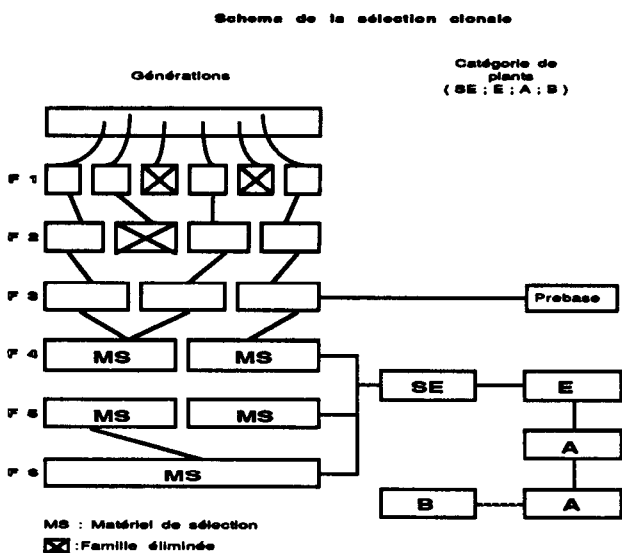 Schema de la sélection clonale
Générations
Catégorie de
plants
( SE ; E ; A ; B )
F 1
F 2
F 3
Prebase
F 4
MS
MS
SE
E
F 5
MS
MS
A
F 6
MS
B
A
MS : Matériel de sélection
:Famille éliminée